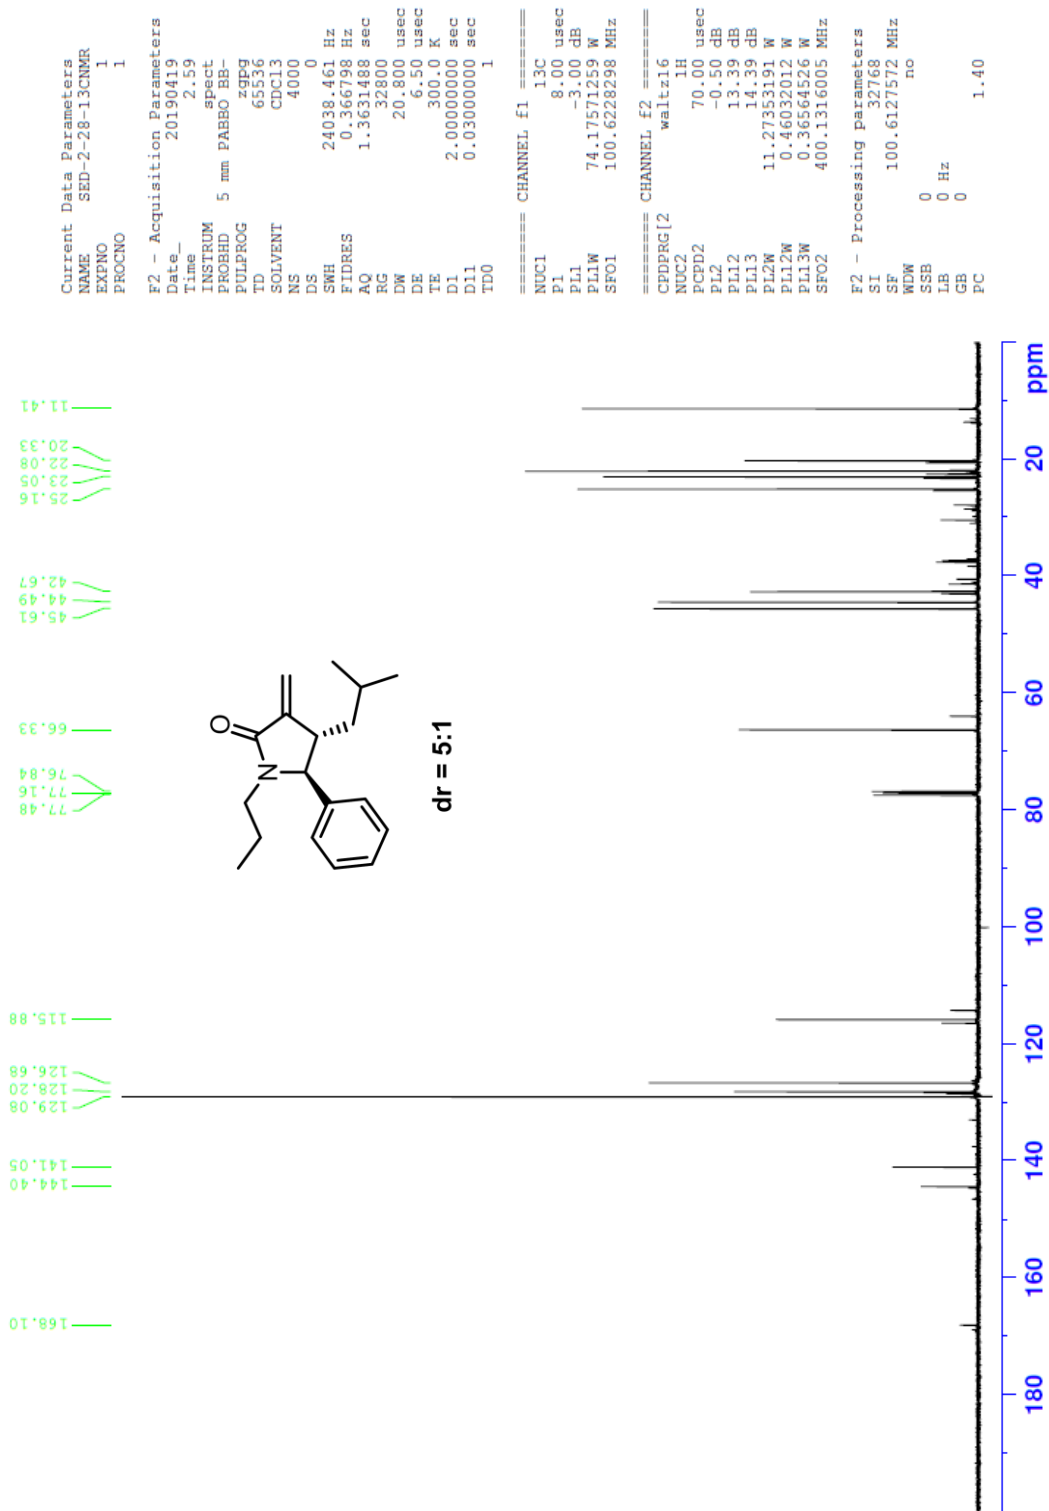 Current Data Parameters
NAME SED-2-28-13CNMR
EXPNO 1
PROCNO 1
F2 - Acquisition Parameters
Date_ 20190419
Time 2.59
INSTRUM spect
PROBHD 5 mm PABBO BB-
PULPROG zgpg
TD 65536
SOLVENT CDCl3
NS 4000
DS 0
SWH 24038.461 Hz
FIDRES 0.366798 Hz
AQ 1.3631488 sec
RG 32800
DW 20.800 usec
DE 6.50 usec
TE 300.0 K
D1 2.00000000 sec
D11 0.03000000 sec
TD0 1
======== CHANNEL f1 ========
NUC1 13C
P1 8.00 usec
PL1 -3.00 dB
PL1W 74.17571259 W
SFO1 100.6228298 MHz
======== CHANNEL f2 ========
CPDPRG[2 waltz16
NUC2 1H
PCPD2 70.00 usec
PL2 -0.50 dB
PL12 13.39 dB
PL13 14.39 dB
PL2W 11.27353191 W
PL12W 0.46032012 W
PL13W 0.36564526 W
SFO2 400.1316005 MHz
F2 - Processing parameters
SI 32768
SF 100.6127572 MHz
WDW no
SSB 0
LB 0 Hz
GB 0
PC 1.40
168.10
144.40
141.05
129.08
128.20
126.68
115.88
77.48
77.16
76.84
66.33
45.61
44.49
42.67
25.16
23.05
22.08
20.33
11.41
O
N
dr = 5:1
180 160 140 120 100 80 60 40 20 ppm